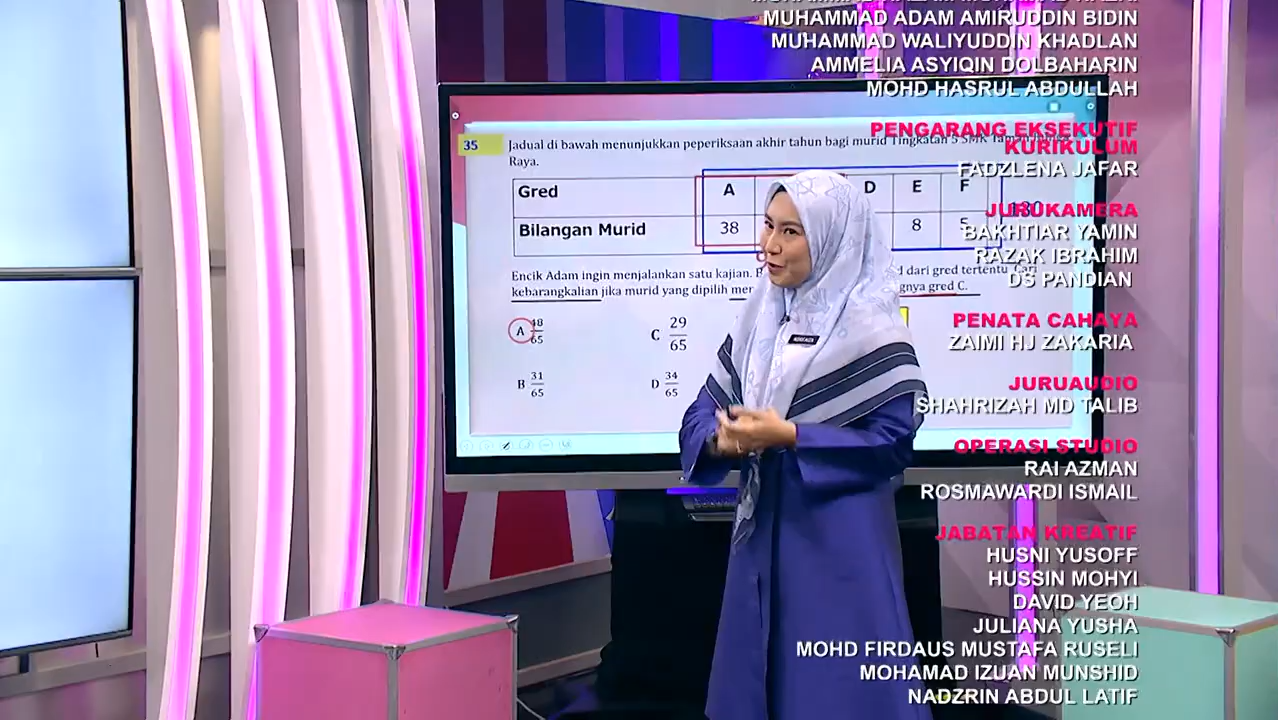 35 Jadual di bawah menunjukkan peperiksaan akhir tahun bagi murid Tingkatan 5 SMK Taman
Raya.
Gred A D E F
Bilangan Murid 38 8 5
Encik Adam ingin menjalankan satu kajian. dari gred tertentu. Cari
kebarangkalian jika murid yang dipilih gred C.
A 48/65
C 29/65
B 31/65
D 34/65
MUHAMMAD ADAM AMIRUDDIN BIDIN
MUHAMMAD WALIYUDDIN KHADLAN
AMMELIA ASYIQIN DOLBAHARIN
MOHD HASRUL ABDULLAH
PENGARANG EKSEKUTIF
KURIKULUM
FADZLENA JAFAR
JURUKAMERA
BAKHTIAR YAMIN
RAZAK IBRAHIM
DS PANDIAN
PENATA CAHAYA
ZAIMI HJ ZAKARIA
JURUAUDIO
SHAHRIZAH MD TALIB
OPERASI STUDIO
RAI AZMAN
ROSMAWARDI ISMAIL
JABATAN KREATIF
HUSNI YUSOFF
HUSSIN MOHYI
DAVID YEOH
JULIANA YUSHA
MOHD FIRDAUS MUSTAFA RUSELI
MOHAMAD IZUAN MUNSHID
NADZRIN ABDUL LATIF